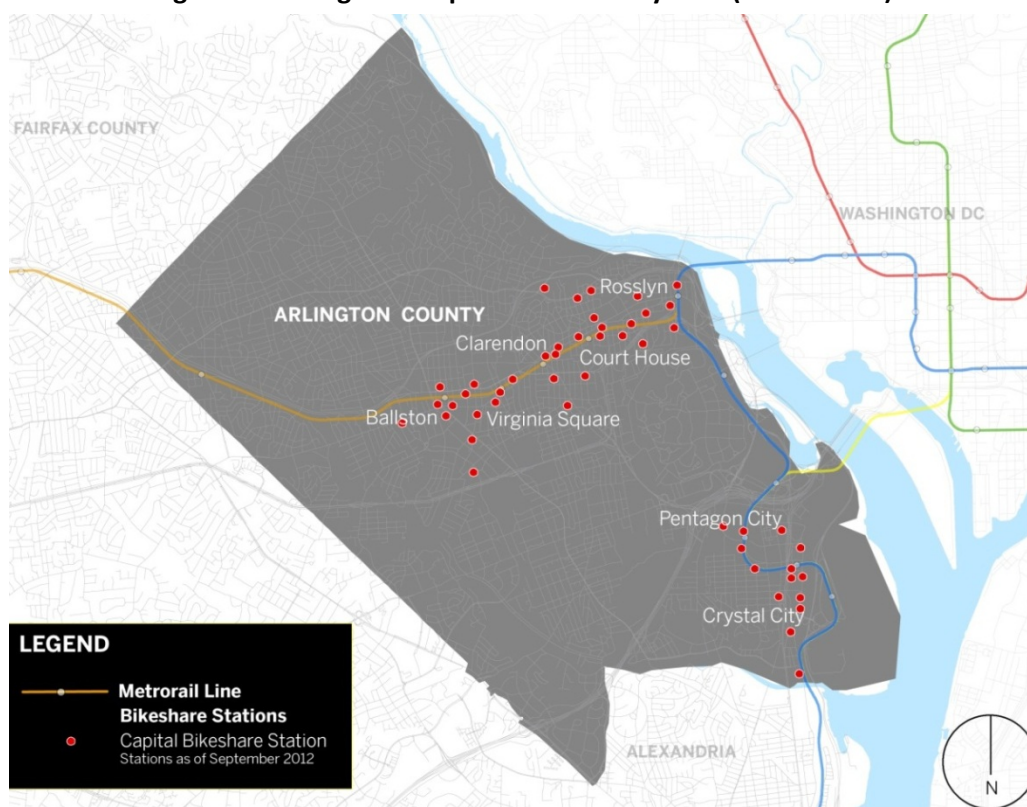 FAIRFAX COUNTY
WASHINGTON DC
Rosslyn
ARLINGTON COUNTY
Clarendon
Court House
Ballston
Virginia Square
Pentagon City
Crystal City
LEGEND
Metrorail Line
Bikeshare Stations
Capital Bikeshare Station
Stations as of September 2012
ALEXANDRIA
N